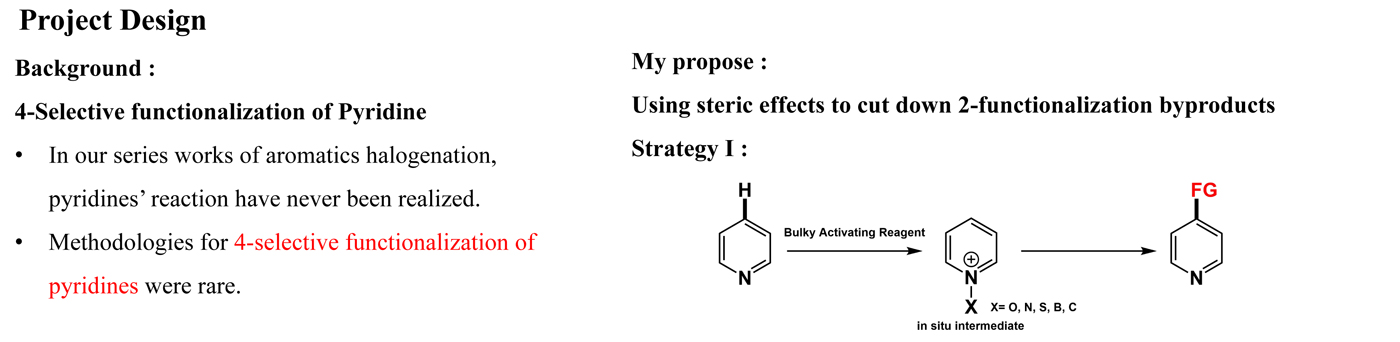 Project Design
Background :
4-Selective functionalization of Pyridine
• In our series works of aromatics halogenation,
pyridines’ reaction have never been realized.
• Methodologies for 4-selective functionalization of
pyridines were rare.
My propose :
Using steric effects to cut down 2-functionalization byproducts
Strategy I :
H
N
Bulky Activating Reagent
+
N
X
X= O, N, S, B, C
in situ intermediate
FG
N